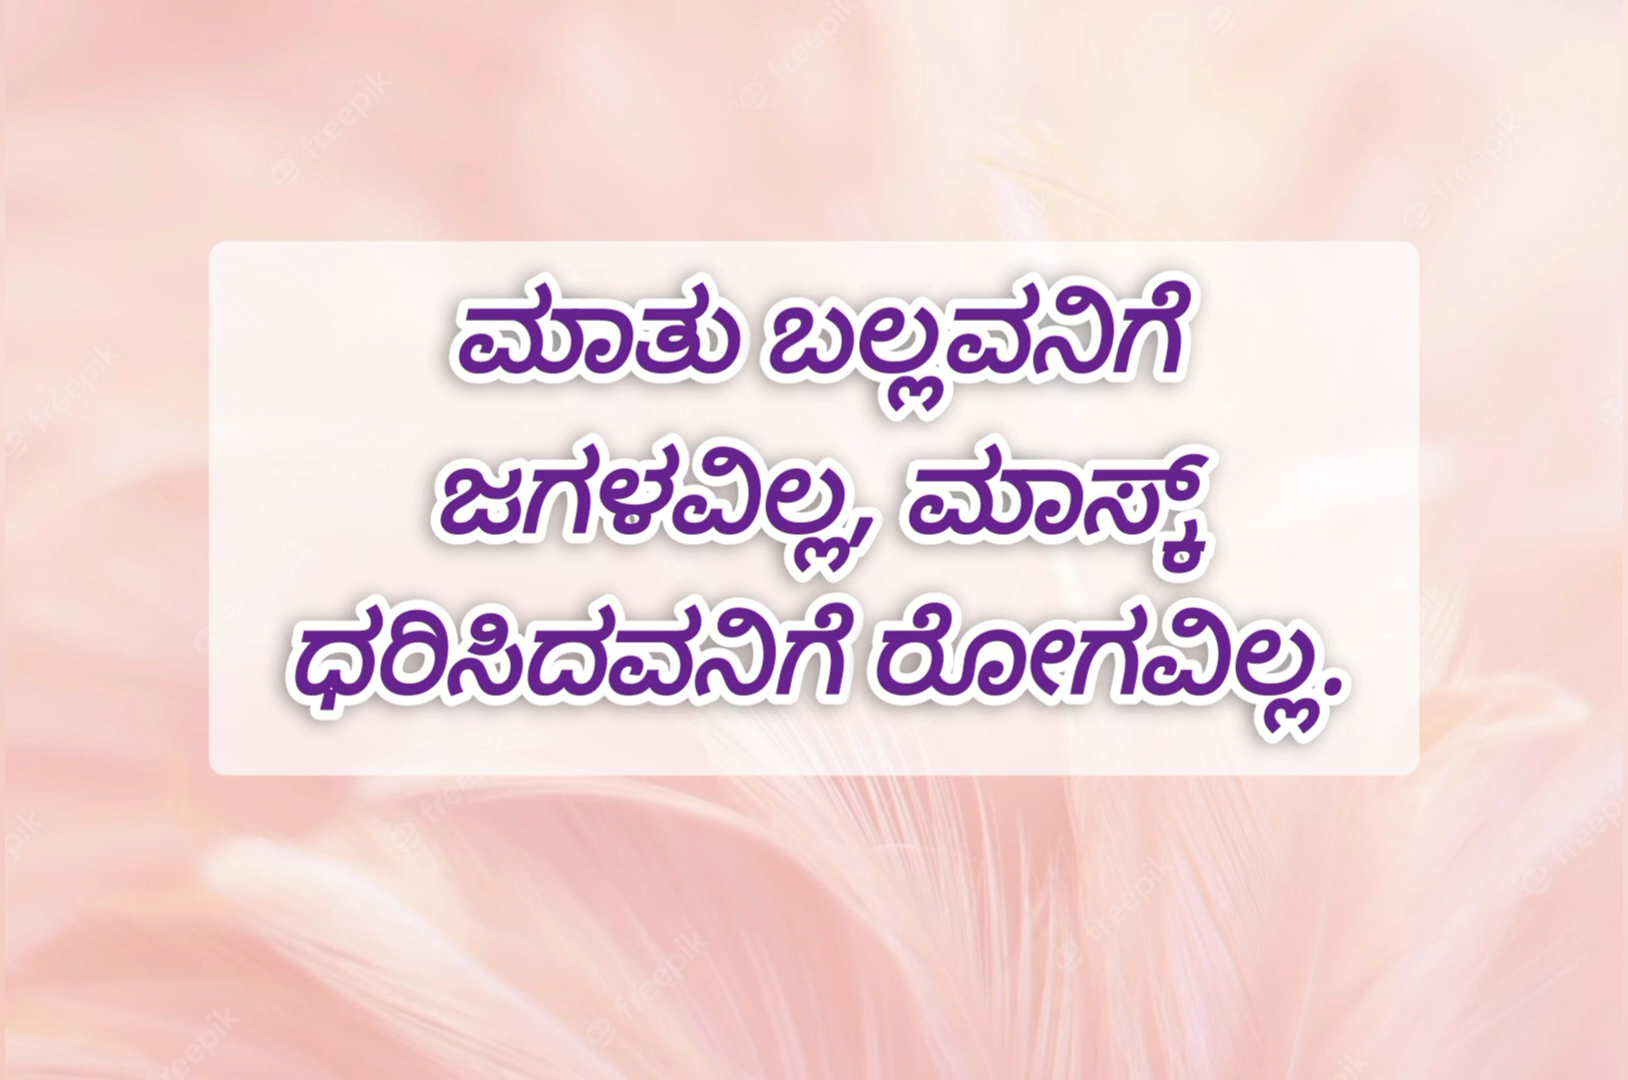 ಮಾತು ಬಲ್ಲವನಿಗೆ
ಜಗಳವಿಲ್ಲ, ಮಾಸ್ಕ್
ಧರಿಸಿದವನಿಗೆ ರೋಗವಿಲ್ಲ.